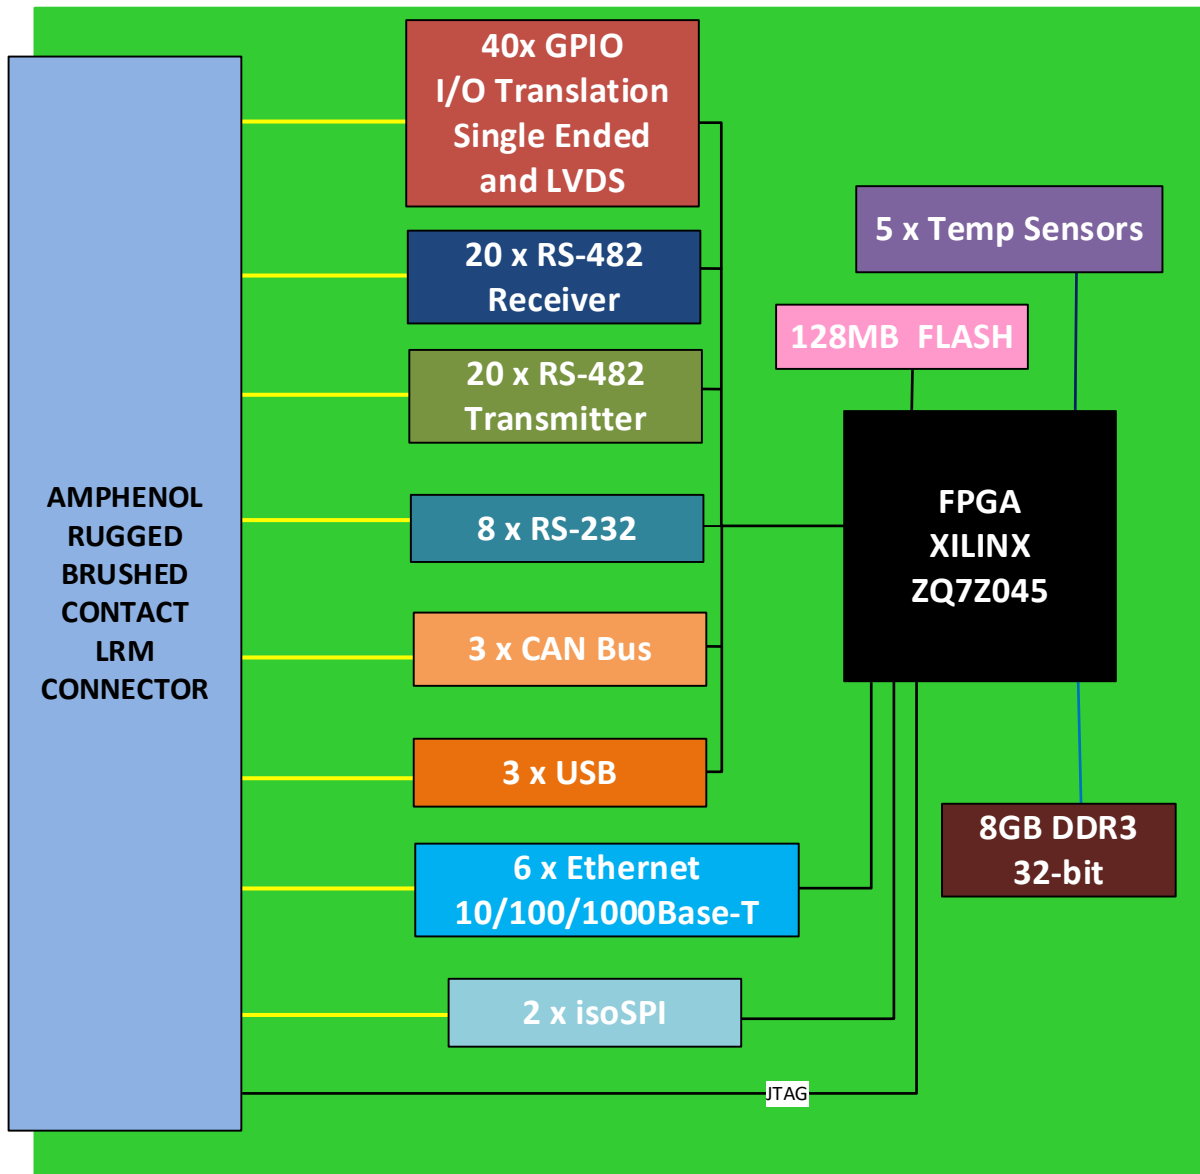 40x GPIO
I/O Translation
Single Ended
and LVDS
5 x Temp Sensors
20 x RS-482
Receiver
128MB  FLASH
20 x RS-482
Transmitter
AMPHENOL
RUGGED
BRUSHED
CONTACT
LRM
CONNECTOR
8 x RS-232
FPGA
XILINX
ZQ7Z045
3 x CAN Bus
3 x USB
8GB DDR3
32-bit
6 x Ethernet
10/100/1000Base-T
2 x isoSPI
JTAG